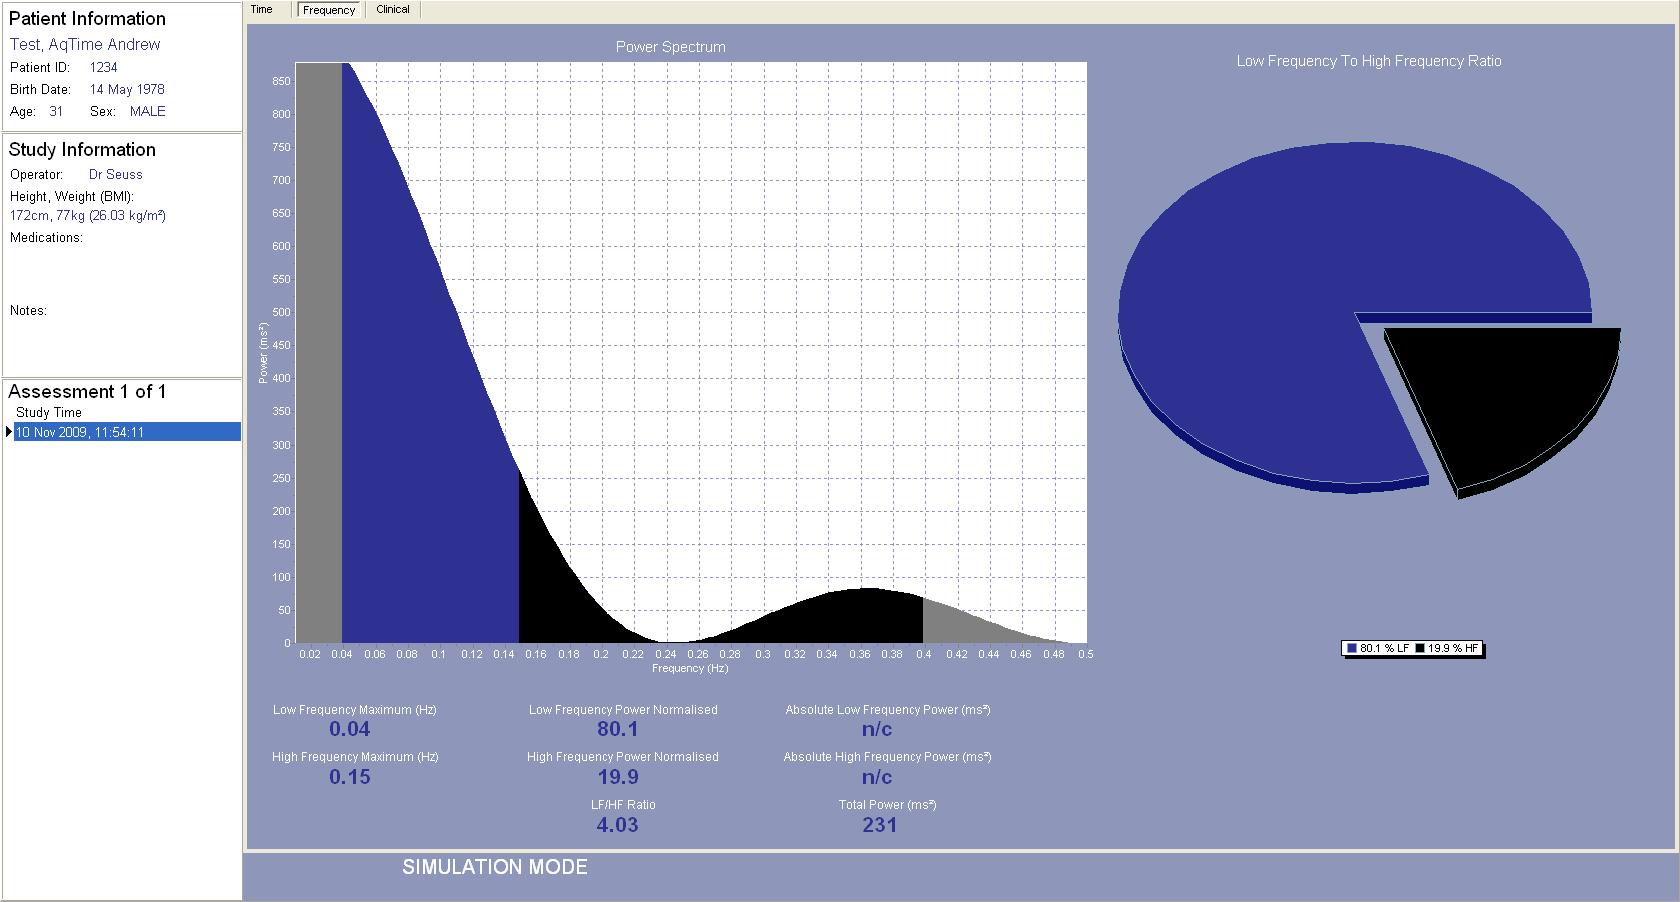 Patient Information
Test, AqTime Andrew
Patient ID: 1234
Birth Date: 14 May 1978
Age: 31 Sex: MALE
Study Information
Operator: Dr Seuss
Height, Weight (BMI):
172cm, 77kg (26.03 kg/m²)
Medications:
Notes:
Assessment 1 of 1
Study Time
10 Nov 2009, 11:54:11
Time Frequency Clinical
Power Spectrum
850
800
750
700
650
600
550
500
450
400
350
300
250
200
150
100
50
0
Power (ms²)
0.02 0.04 0.06 0.08 0.1 0.12 0.14 0.16 0.18 0.2 0.22 0.24 0.26 0.28 0.3 0.32 0.34 0.36 0.38 0.4 0.42 0.44 0.46 0.48 0.5
Frequency (Hz)
Low Frequency To High Frequency Ratio
80.1 % LF 19.9 % HF
Low Frequency Maximum (Hz) Low Frequency Power Normalised Absolute Low Frequency Power (ms²)
0.04 80.1 n/c
High Frequency Maximum (Hz) High Frequency Power Normalised Absolute High Frequency Power (ms²)
0.15 19.9 n/c
LF/HF Ratio Total Power (ms²)
4.03 231
SIMULATION MODE